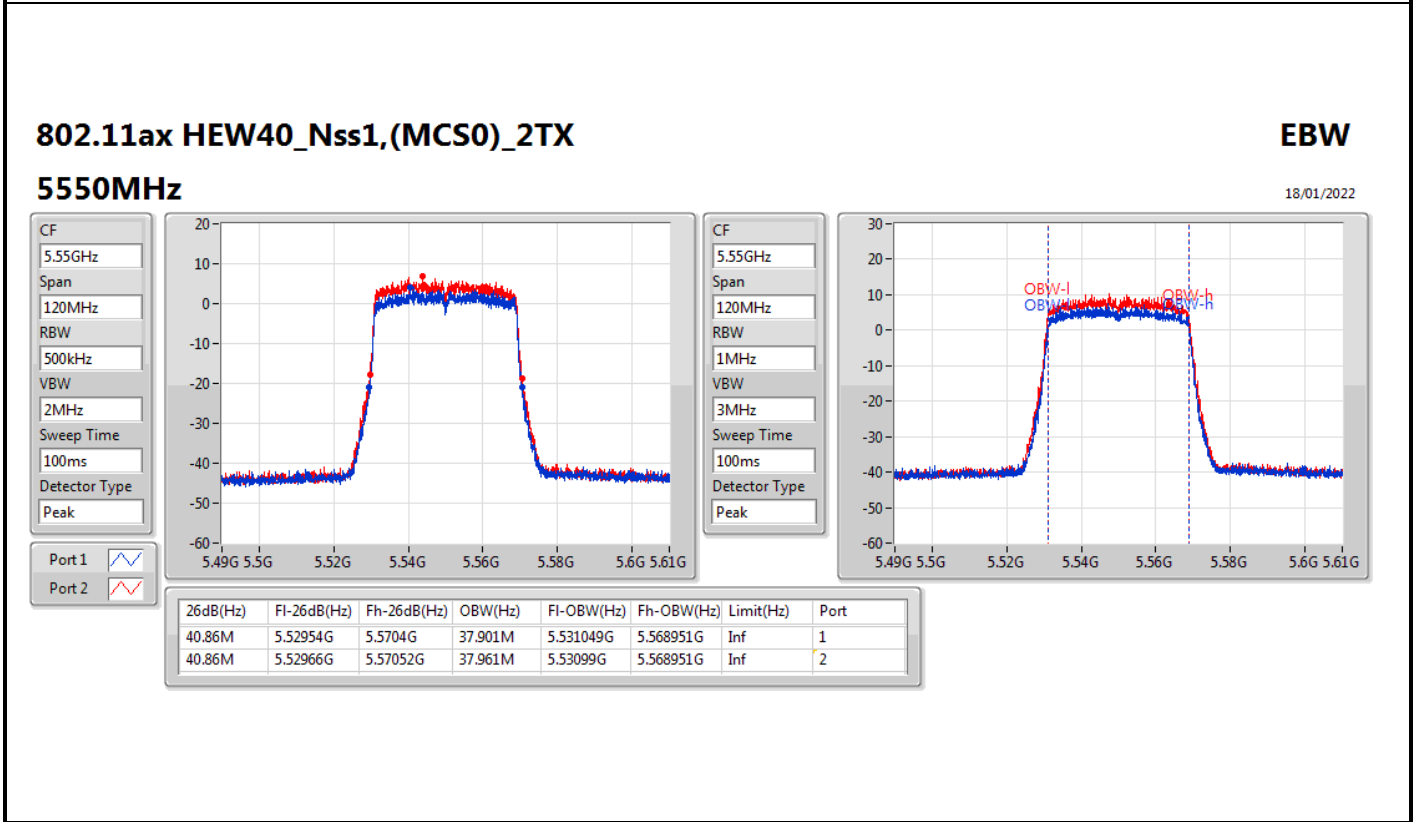 802.11ax HEW40_Nss1,(MCS0)_2TX
EBW
5550MHz
18/01/2022
CF
5.55GHz
Span
120MHz
RBW
500kHz
VBW
2MHz
Sweep Time
100ms
Detector Type
Peak
Port 1
Port 2
20
10
0
-10
-20
-30
-40
-50
-60
5.49G 5.5G 5.52G 5.54G 5.56G 5.58G 5.6G 5.61G
CF
5.55GHz
Span
120MHz
RBW
1MHz
VBW
3MHz
Sweep Time
100ms
Detector Type
Peak
30
20
10
0
-10
-20
-30
-40
-50
-60
OBW-l
OBW-h
5.49G 5.5G 5.52G 5.54G 5.56G 5.58G 5.6G 5.61G
26dB(Hz) Fl-26dB(Hz) Fh-26dB(Hz) OBW(Hz) Fl-OBW(Hz) Fh-OBW(Hz) Limit(Hz) Port
40.86M 5.52954G 5.5704G 37.901M 5.531049G 5.568951G Inf 1
40.86M 5.52966G 5.57052G 37.961M 5.53099G 5.568951G Inf 2